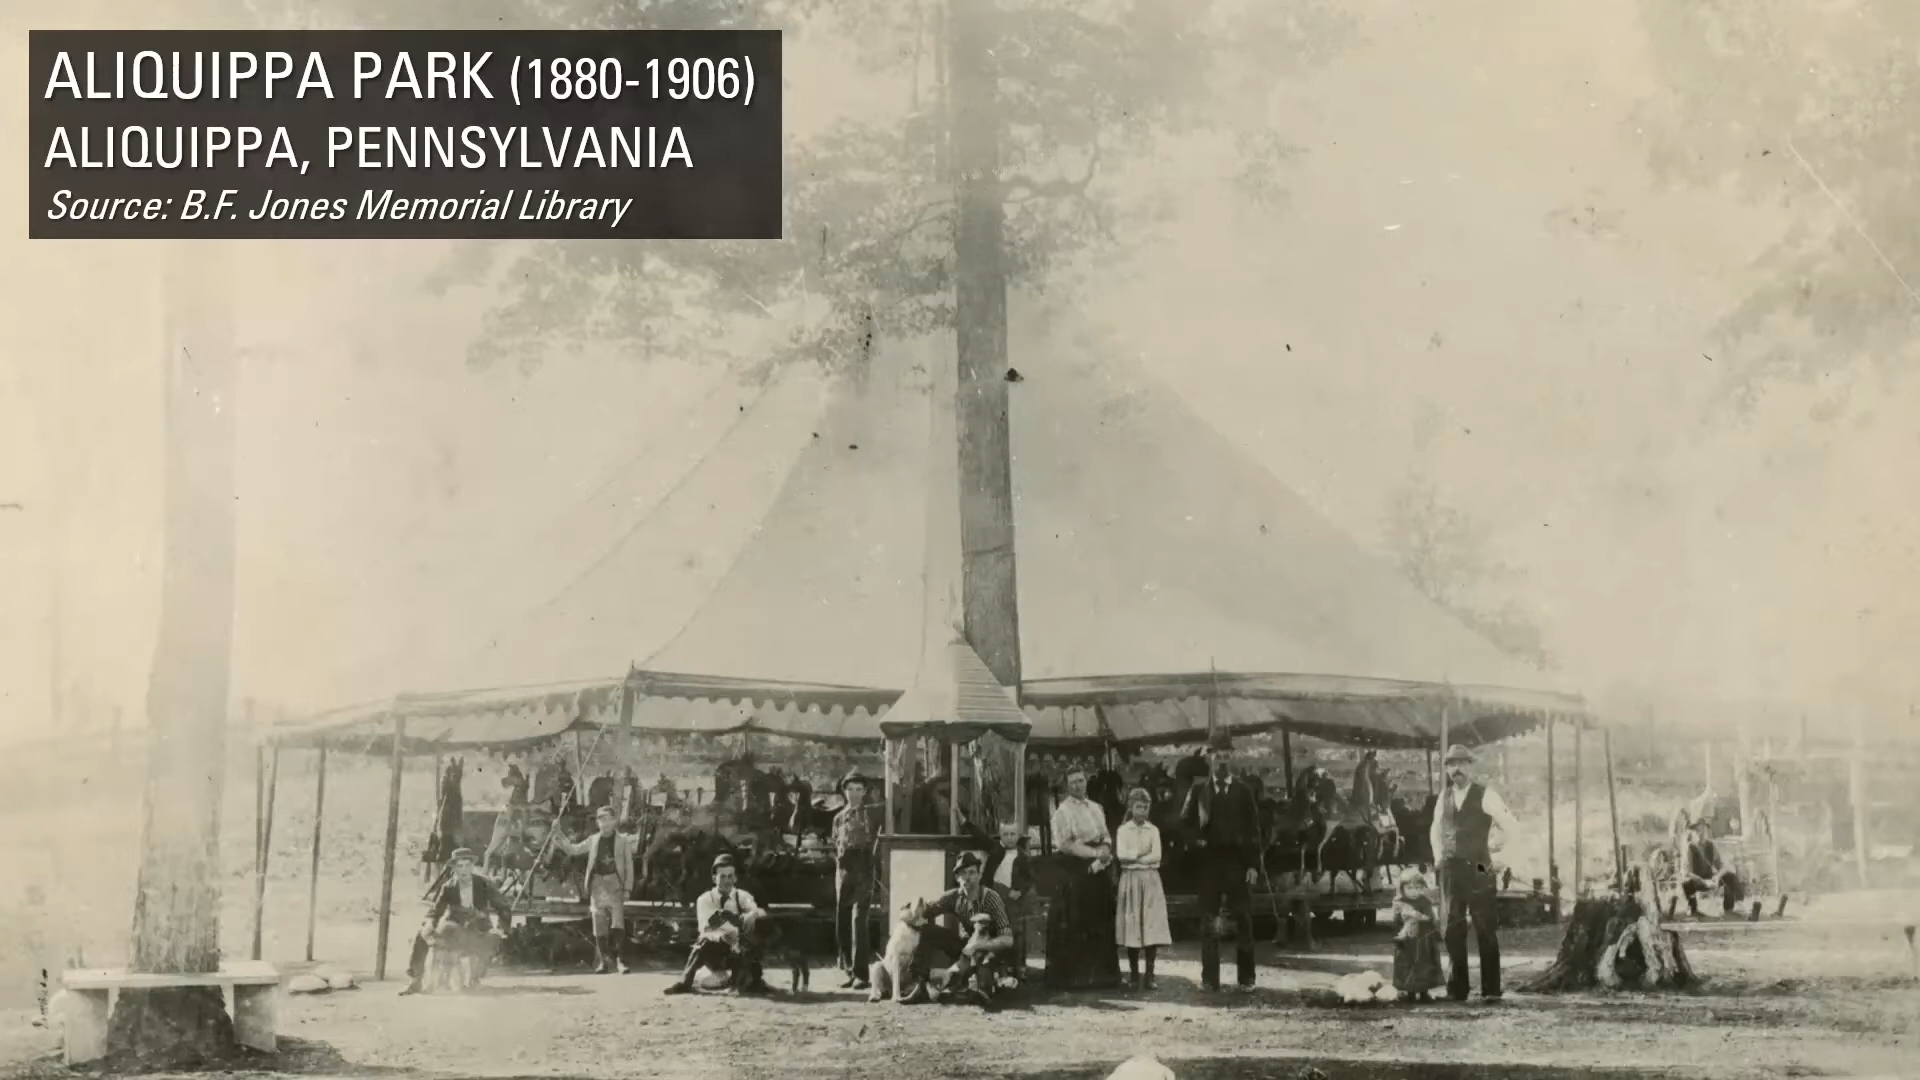 ALIQUIPPA PARK (1880-1906)
ALIQUIPPA, PENNSYLVANIA
Source: B.F. Jones Memorial Library